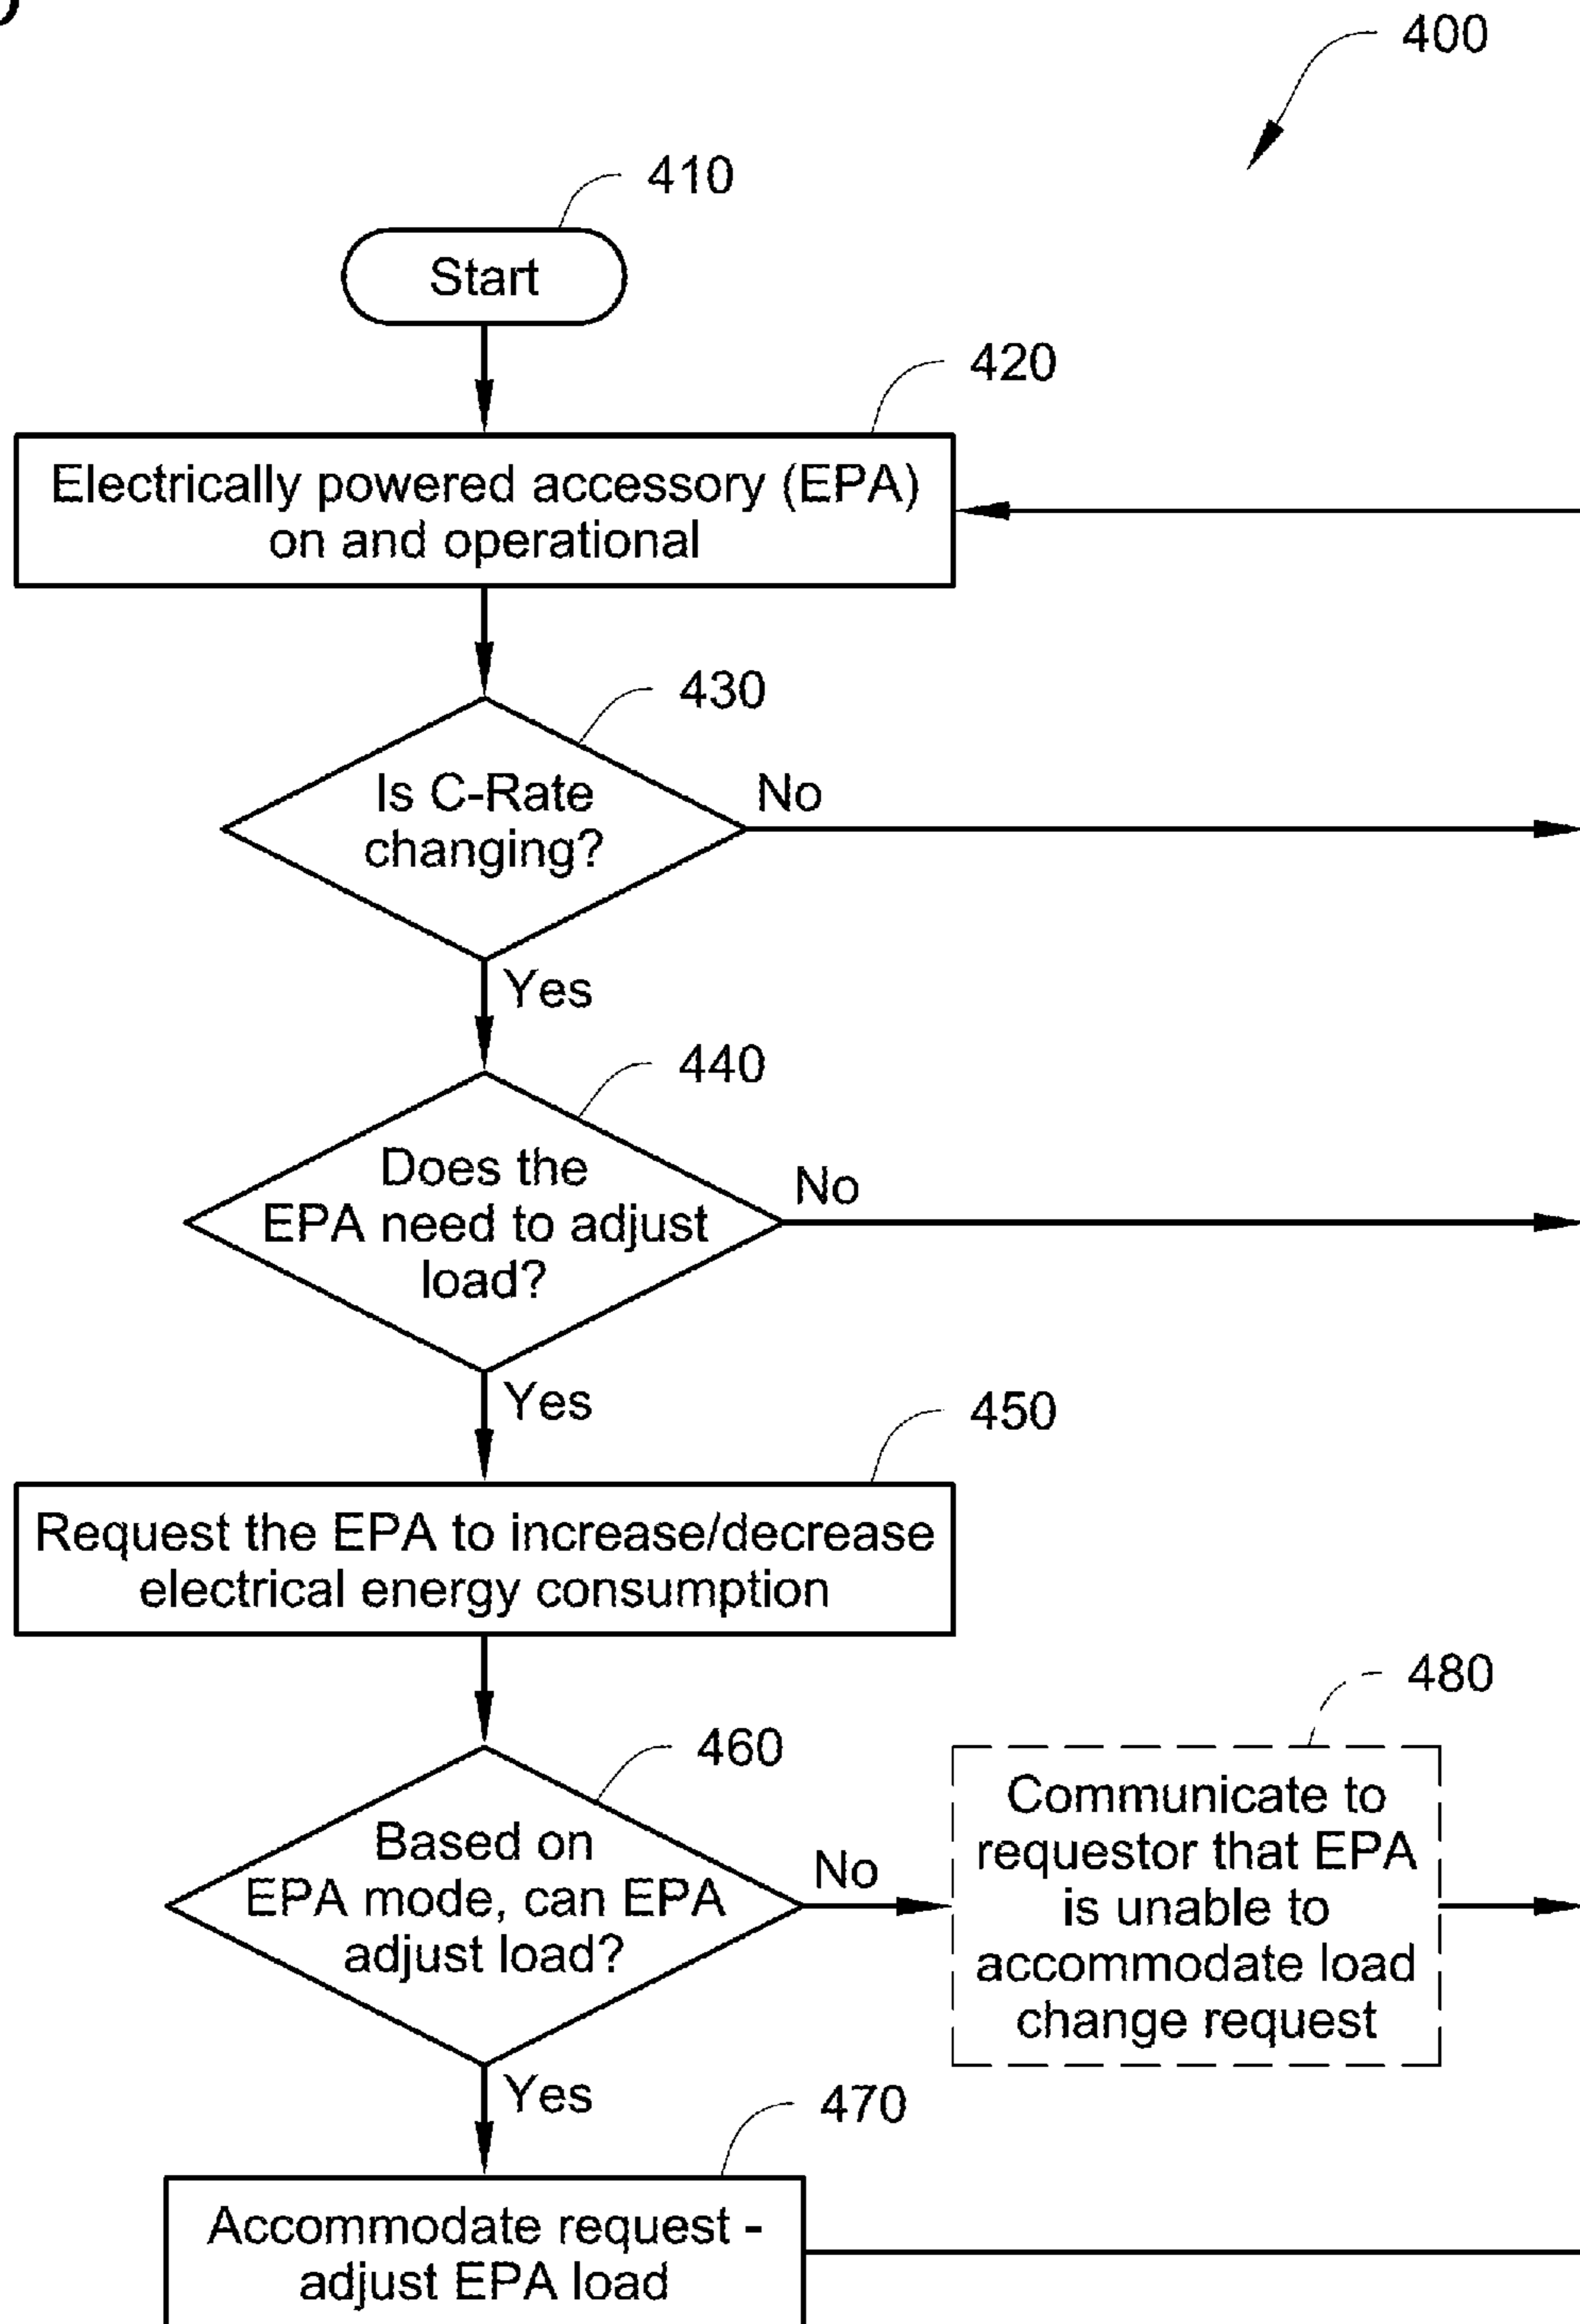 400
410
Start
420
Electrically powered accessory (EPA)
on and operational
430
Is C-Rate
changing?
No
Yes
440
Does the
EPA need to adjust
load?
No
Yes
450
Request the EPA to increase/decrease
electrical energy consumption
460
Based on
EPA mode, can EPA
adjust load?
No
480
Communicate to
requestor that EPA
is unable to
accommodate load
change request
Yes
470
Accommodate request -
adjust EPA load